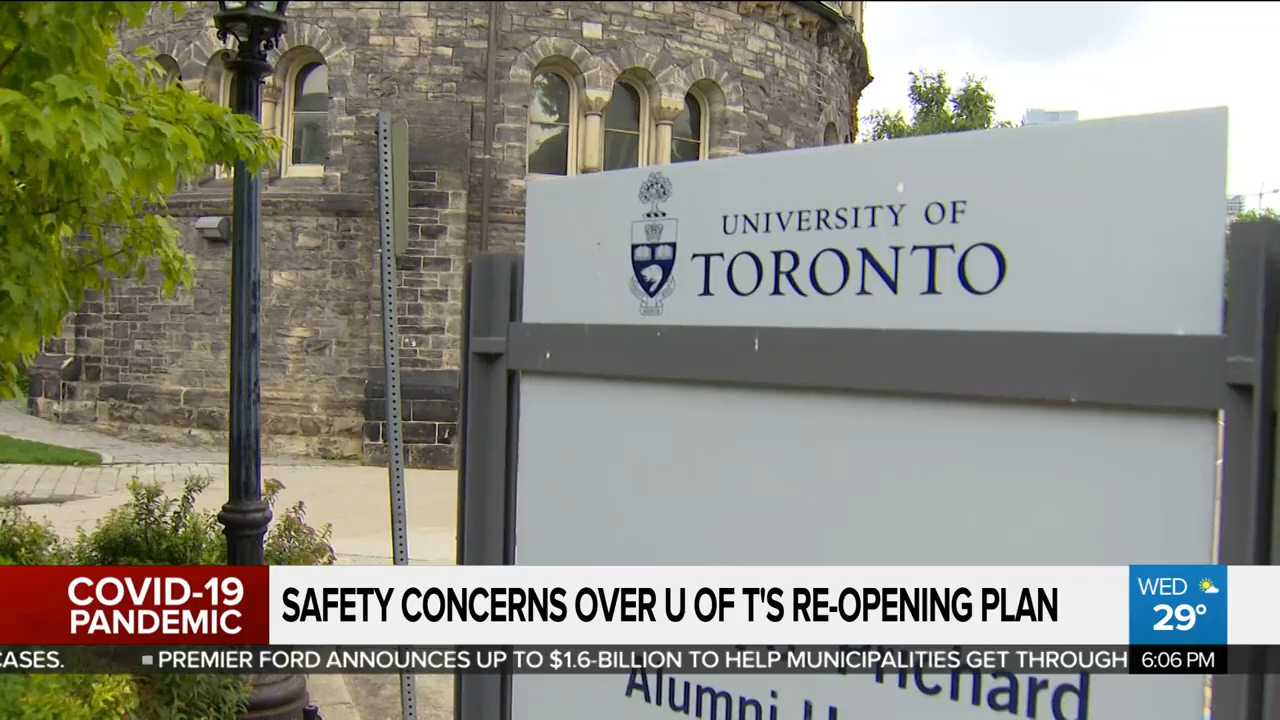 UNIVERSITY OF
TORONTO
COVID-19
PANDEMIC
SAFETY CONCERNS OVER U OF T'S RE-OPENING PLAN
WED
29°
CASES. ■ PREMIER FORD ANNOUNCES UP TO $1.6-BILLION TO HELP MUNICIPALITIES GET THROUGH
6:06 PM
Prichard
Alumni